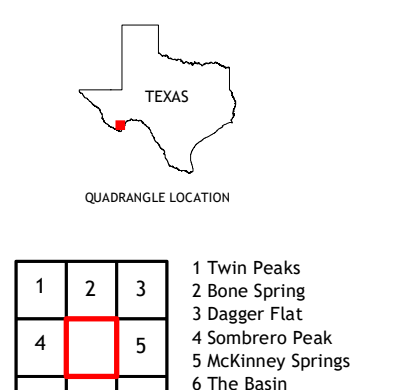 TEXAS
QUADRANGLE LOCATION
1 2 3
4 5
1 Twin Peaks
2 Bone Spring
3 Dagger Flat
4 Sombrero Peak
5 McKinney Springs
6 The Basin